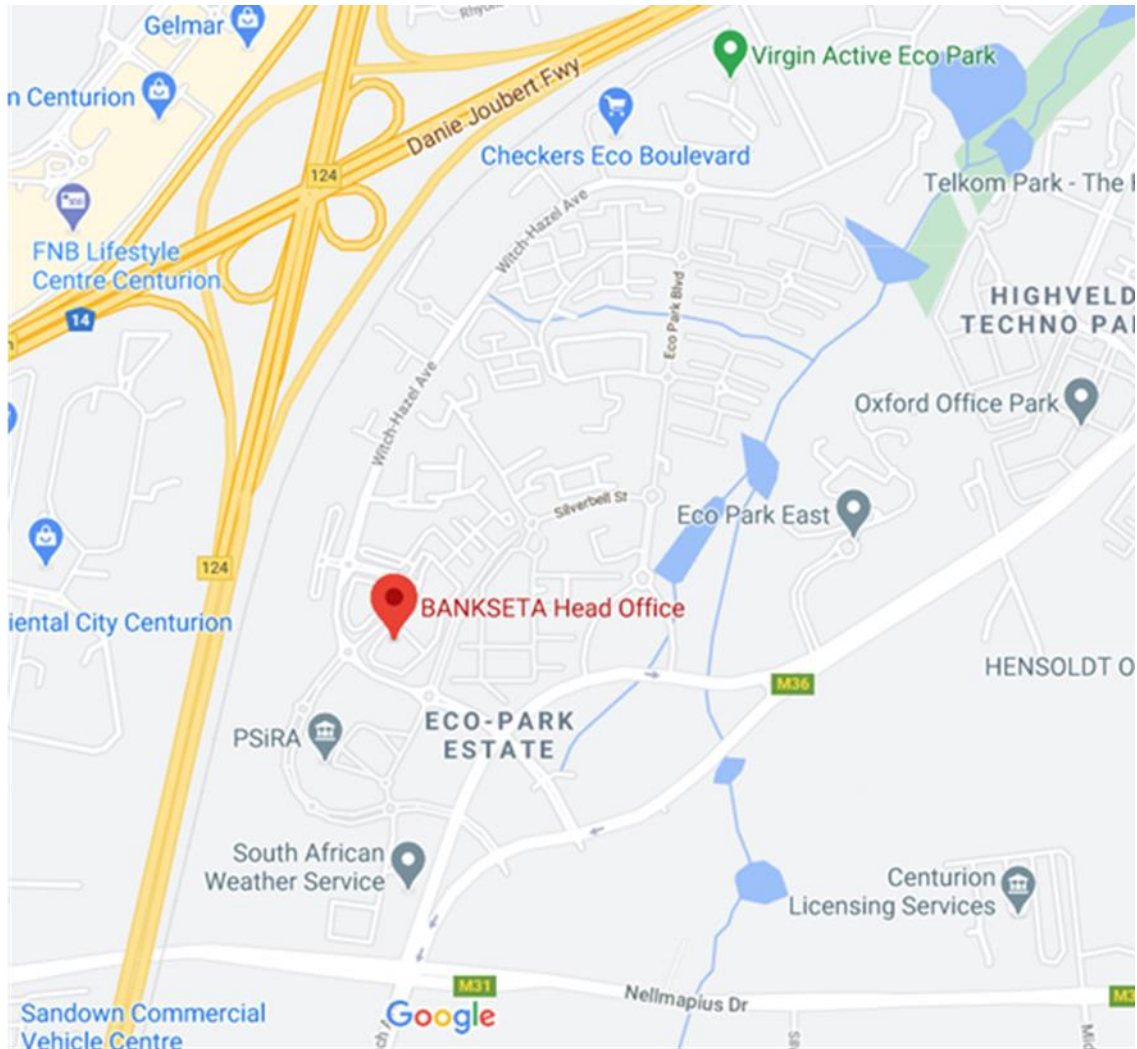 Gelmar
Virgin Active Eco Park
n Centurion
Danie Joubert Fwy
Checkers Eco Boulevard
124
Telkom Park - The
FNB Lifestyle
Centre Centurion
Witch-Hazel Ave
14
Eco Park Blvd
HIGHVELD
TECHNO PA
Witch-Hazel Ave
Oxford Office Park
Silverbell St
Eco Park East
124
BANKSETA Head Office
iental City Centurion
HENSOLDT O
M36
ECO-PARK
ESTATE
PSiRA
South African
Weather Service
Centurion
Licensing Services
M31
Nellmapius Dr
M3
Sandown Commercial
Vehicle Centre
Google